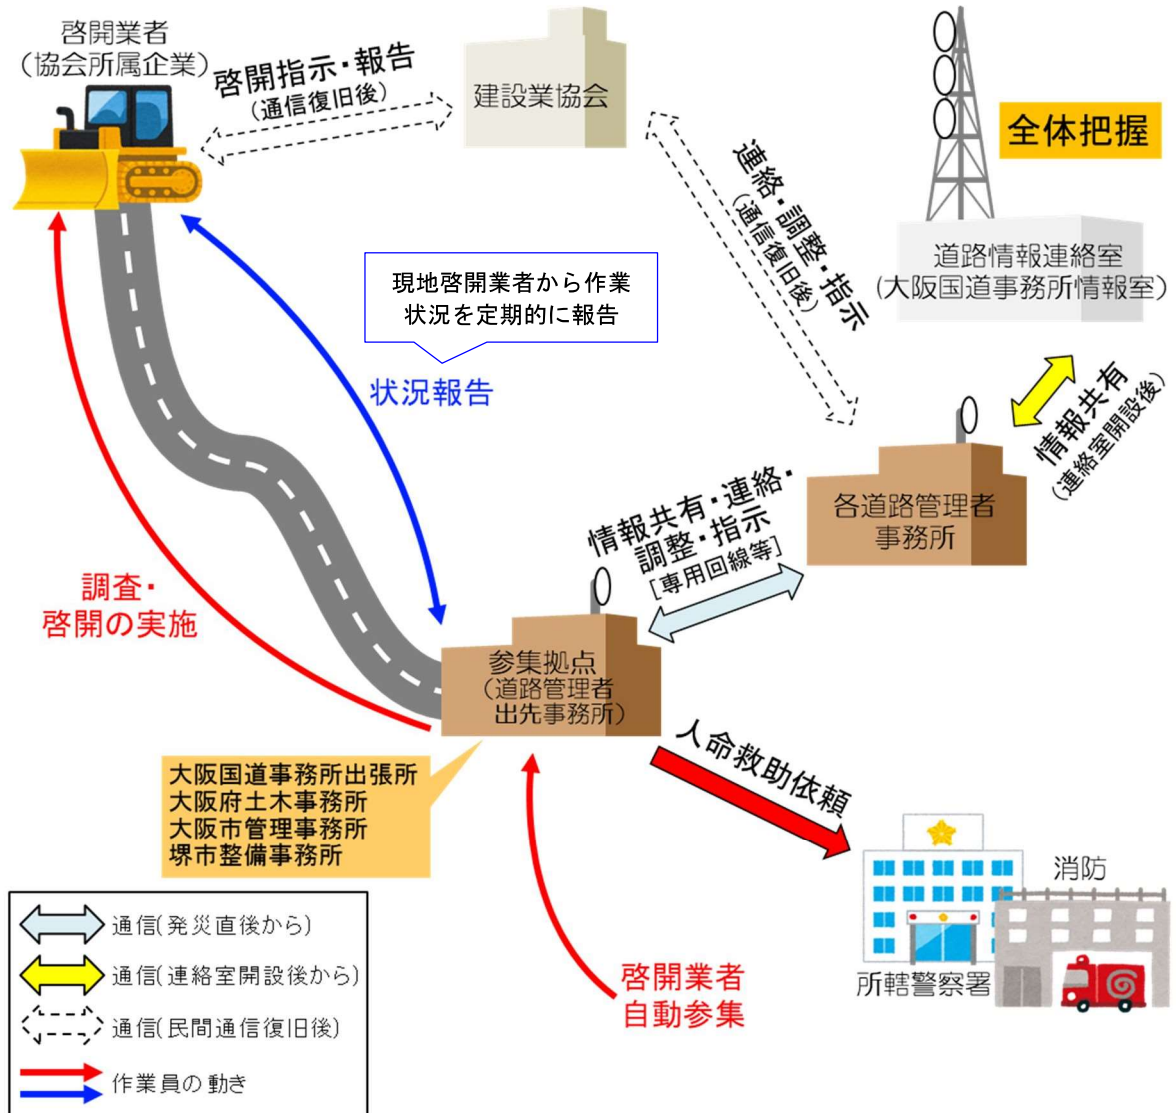 啓開業者
(協会所属企業)
啓開指示・報告
(通信復旧後)
建設業協会
全体把握
連絡・調整・指示
(通信復旧後)
道路情報連絡室
(大阪国道事務所情報室)
現地啓開業者から作業
状況を定期的に報告
状況報告
情報共有
(連絡室開設後)
各道路管理者
事務所
情報共有・連絡・
調整・指示
[専用回線等]
調査・
啓開の実施
参集拠点
(道路管理者
出先事務所)
人命救助依頼
大阪国道事務所出張所
大阪府土木事務所
大阪市管理事務所
堺市整備事務所
消防
所轄警察署
啓開業者
自動参集
通信(発災直後から)
通信(連絡室開設後から)
通信(民間通信復旧後)
作業員の動き